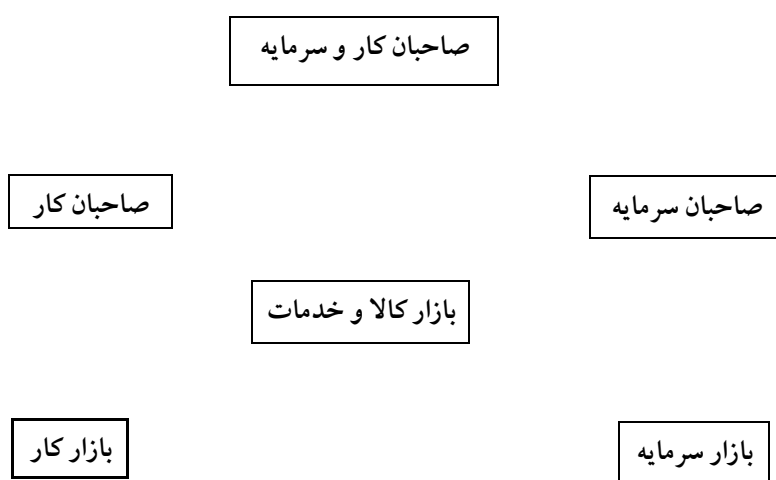 صاحبان کار و سرمایه
صاحبان سرمایه
صاحبان کار
بازار کالا و خدمات
بازار سرمایه
بازار کار